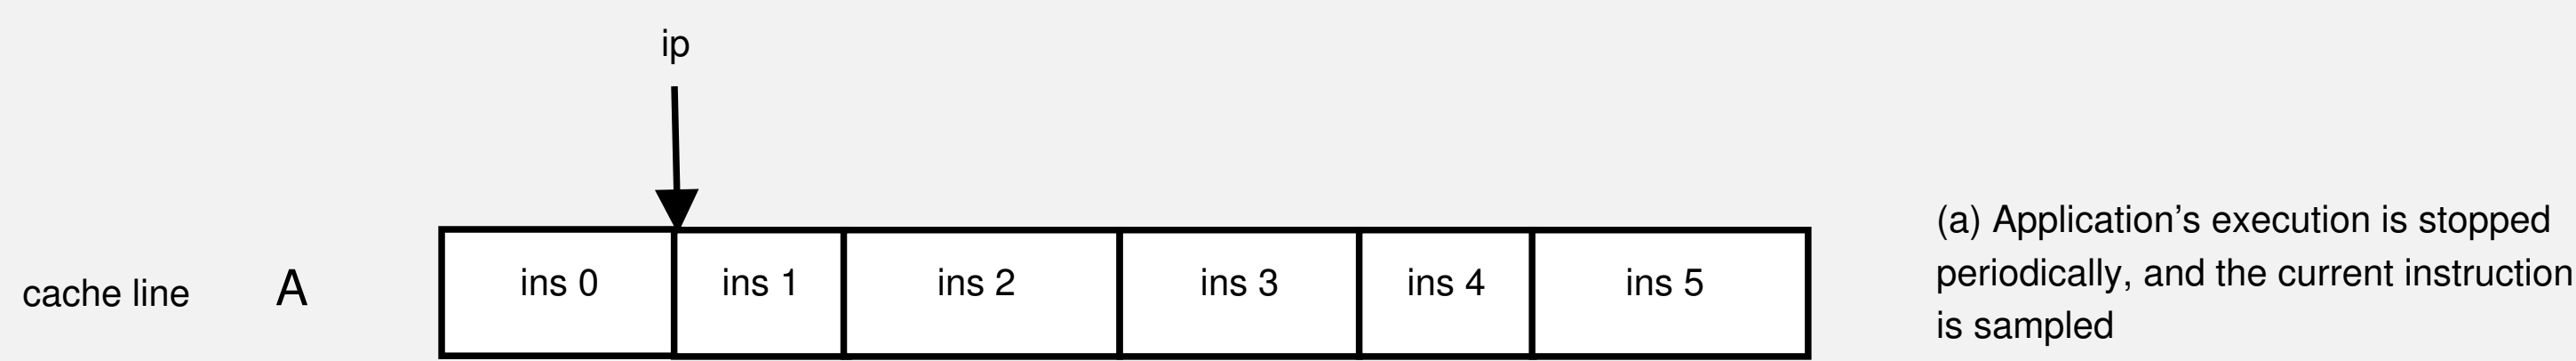 ip
cache line A ins 0 ins 1 ins 2 ins 3 ins 4 ins 5
(a) Application’s execution is stopped
periodically, and the current instruction
is sampled